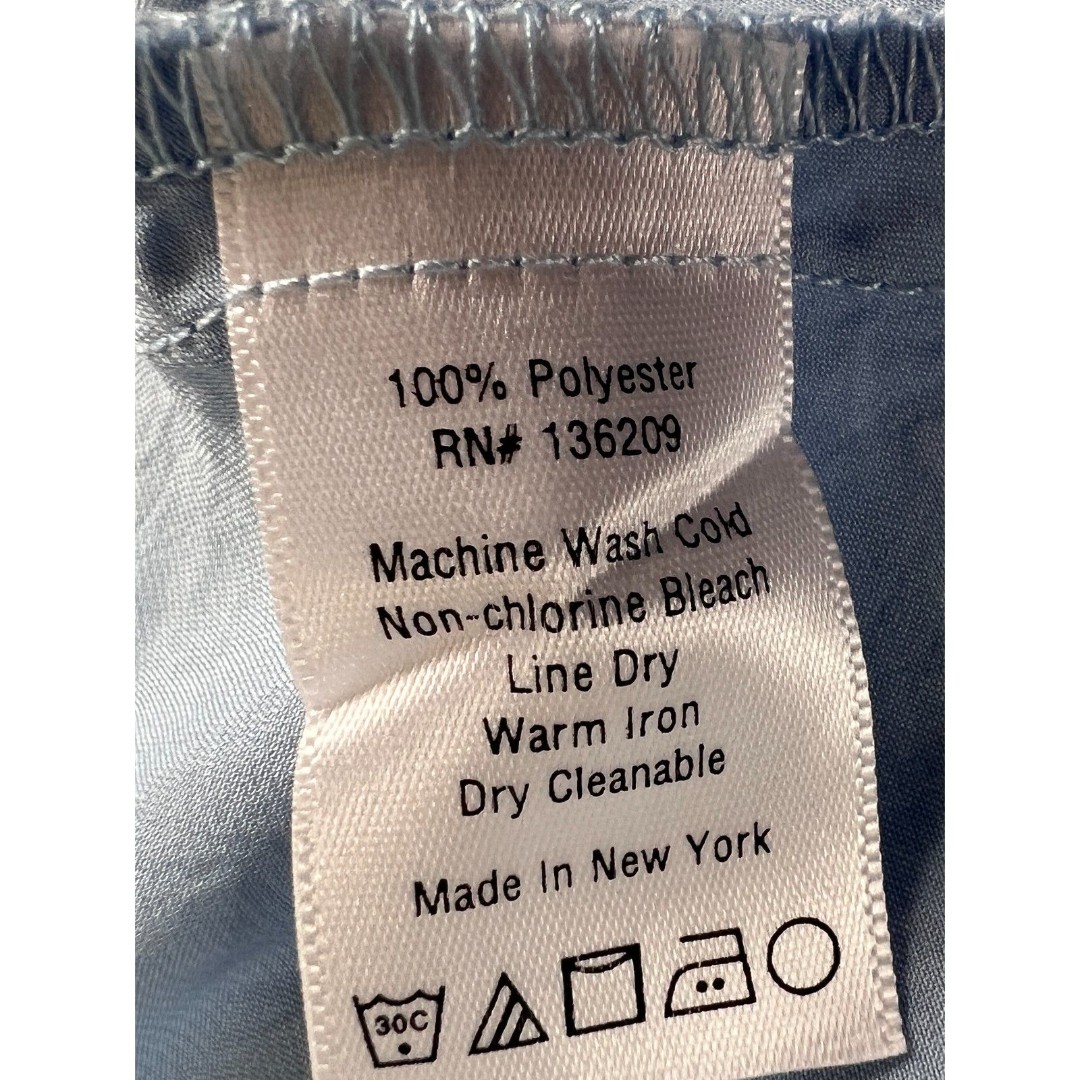 100% Polyester
RN# 136209
Machine Wash Cold
Non-chlorine Bleach
Line Dry
Warm Iron
Dry Cleanable
Made In New York
30C